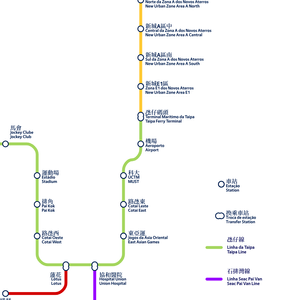 Norte da Zona A dos Novos Aterros
New Urban Zone Area A North
新城A區中
Central da Zona A dos Novos Aterros
New Urban Zone Area A Central
新城A區南
Sul da Zona A dos Novos Aterros
New Urban Zone Area A South
新城E1區
Zona E1 dos Novos Aterros
New Urban Zone Area E1
氹仔碼頭
Terminal Marítimo da Taipa
Taipa Ferry Terminal
馬會
Jockey Clube
Jockey Club
機場
Aeroporto
Airport
運動場
Estádio
Stadium
科大
UCTM
MUST
排角
Pai Kok
Pai Kok
路氹東
Cotai Leste
Cotai East
路氹西
Cotai Oeste
Cotai West
東亞運
Jogos da Ásia Oriental
East Asian Games
蓮花
Lótus
Lotus
協和醫院
Hospital Union
Union Hospital
車站
Estação
Station
換乘車站
Troca de estação
Transfer Station
氹仔線
Linha da Taipa
Taipa Line
石排灣線
Linha Seac Pai Van
Seac Pai Van Line